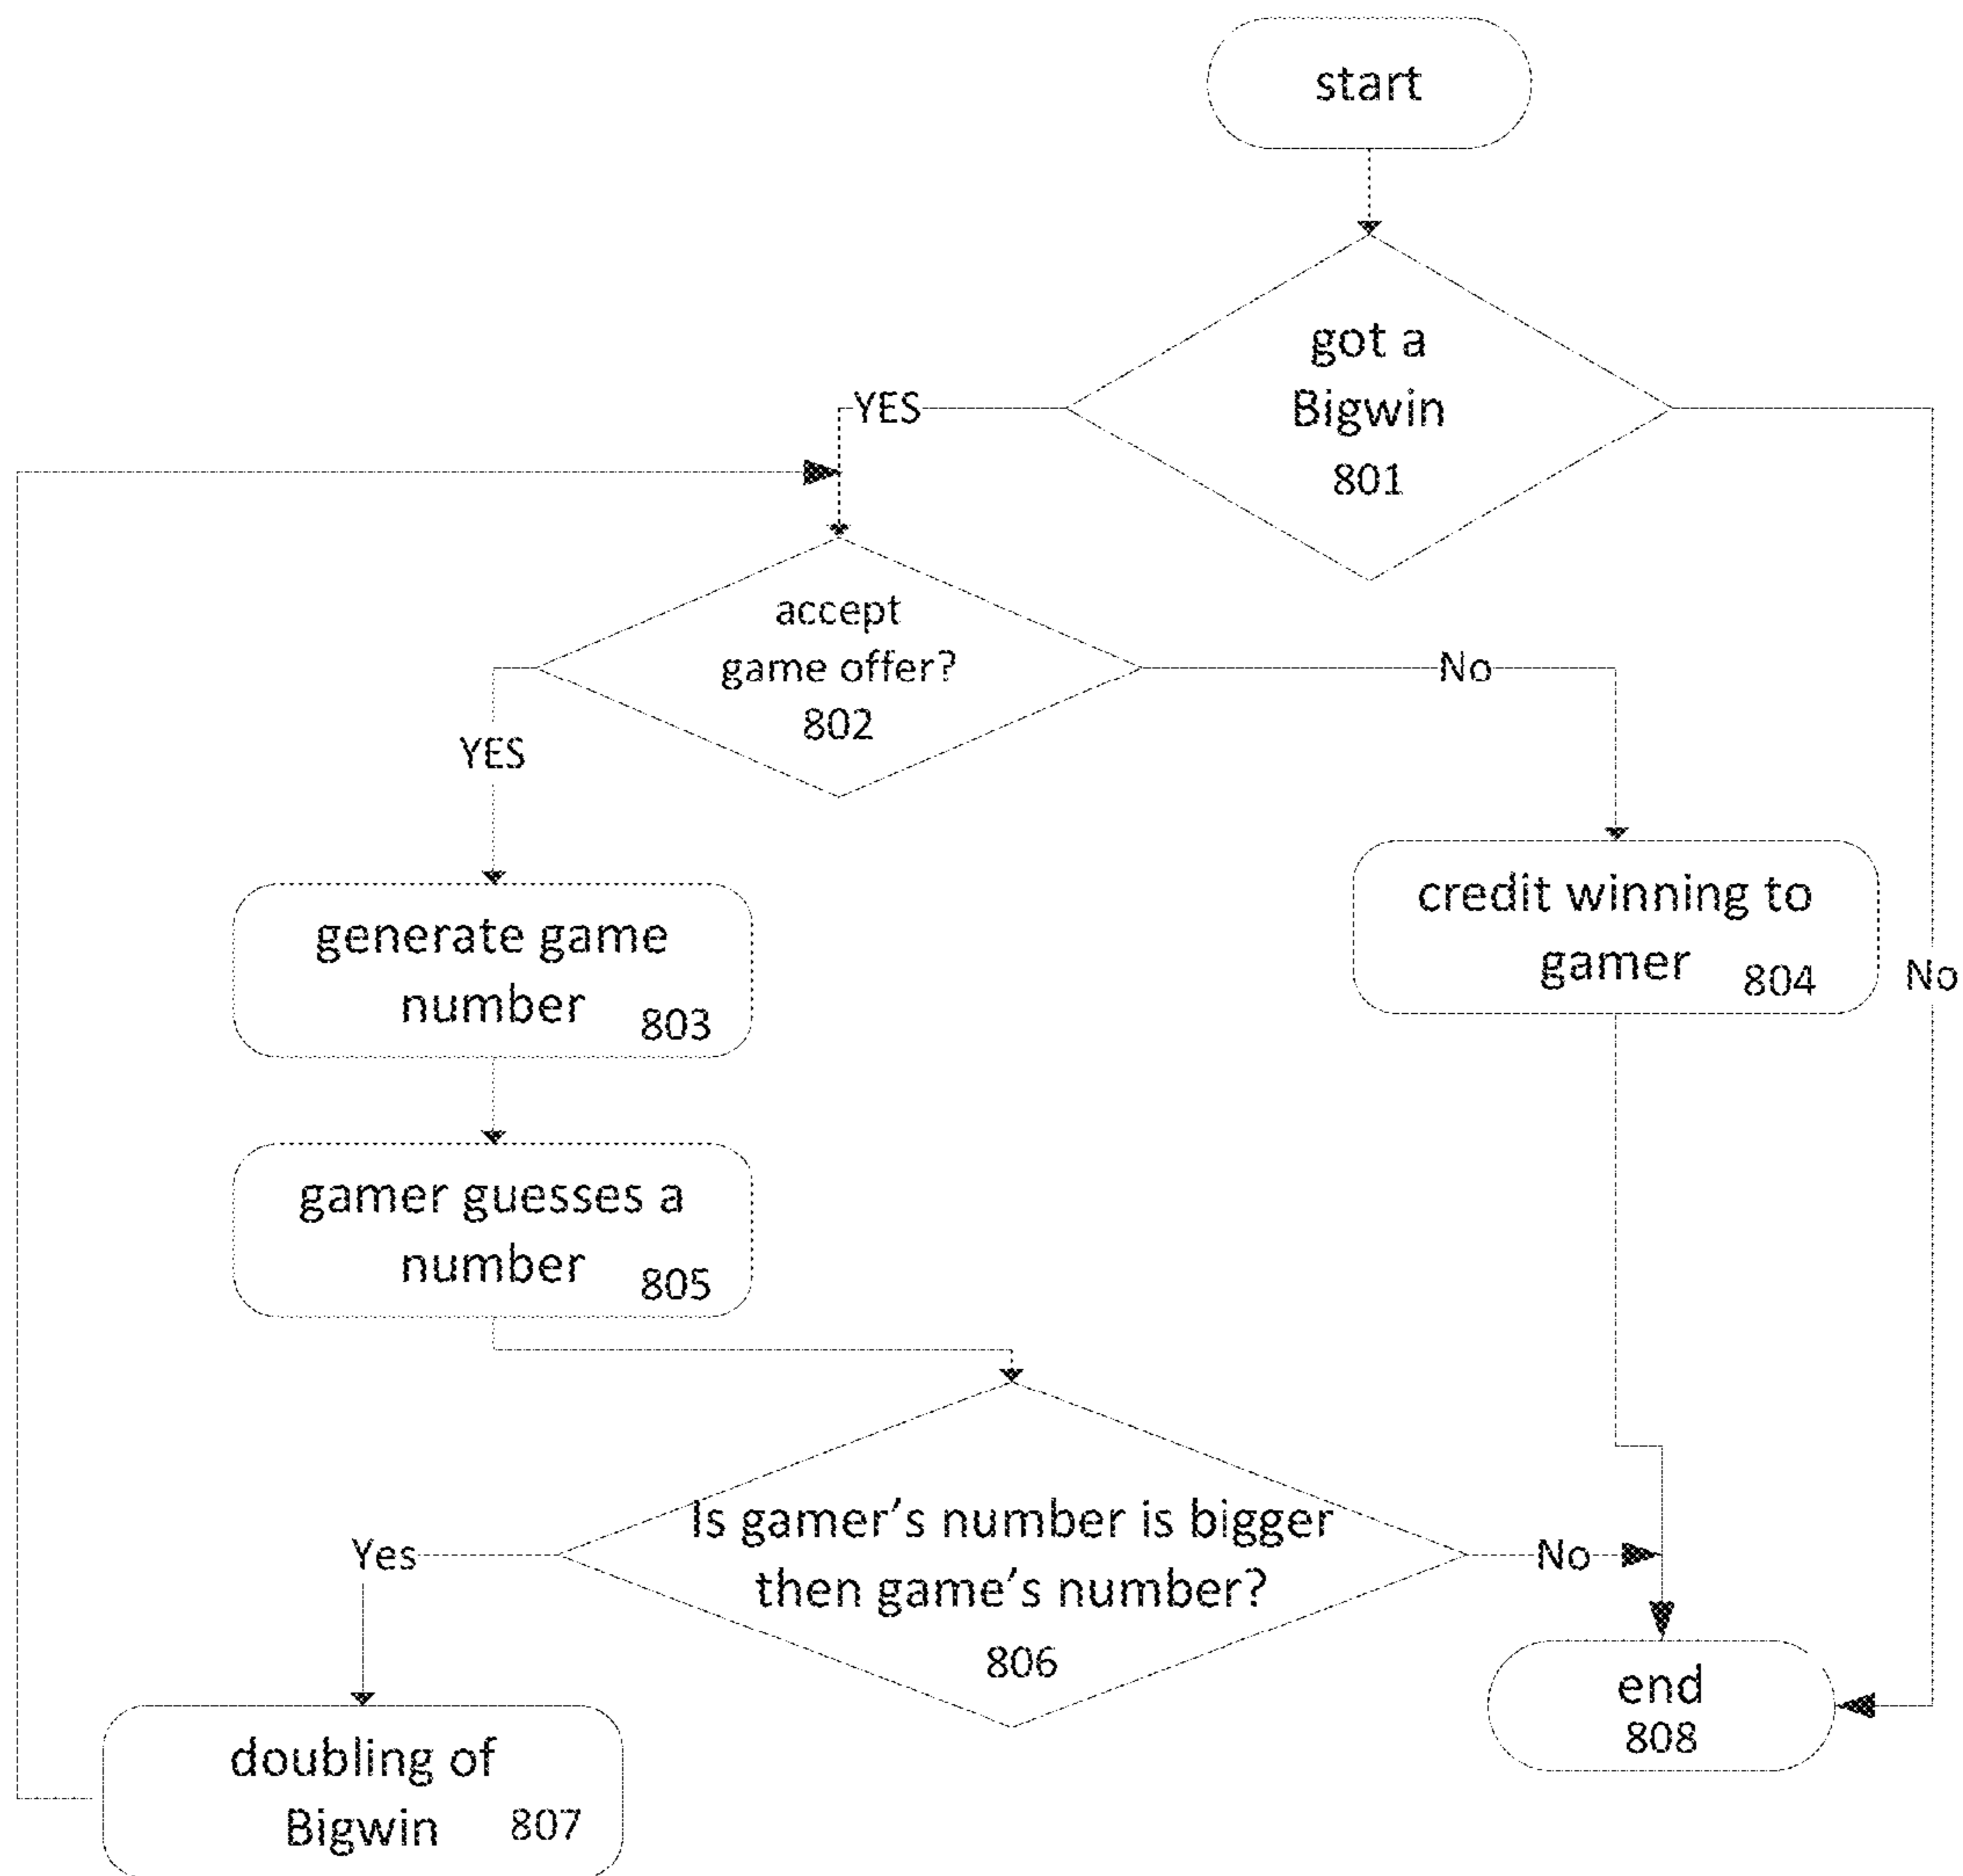 start
got a
Bigwin
801
YES
accept
game offer?
802
No
YES
generate game
number 803
credit winning to
gamer 804
No
gamer guesses a
number 805
Is gamer's number is bigger
then game's number?
806
Yes
No
doubling of
Bigwin 807
end
808